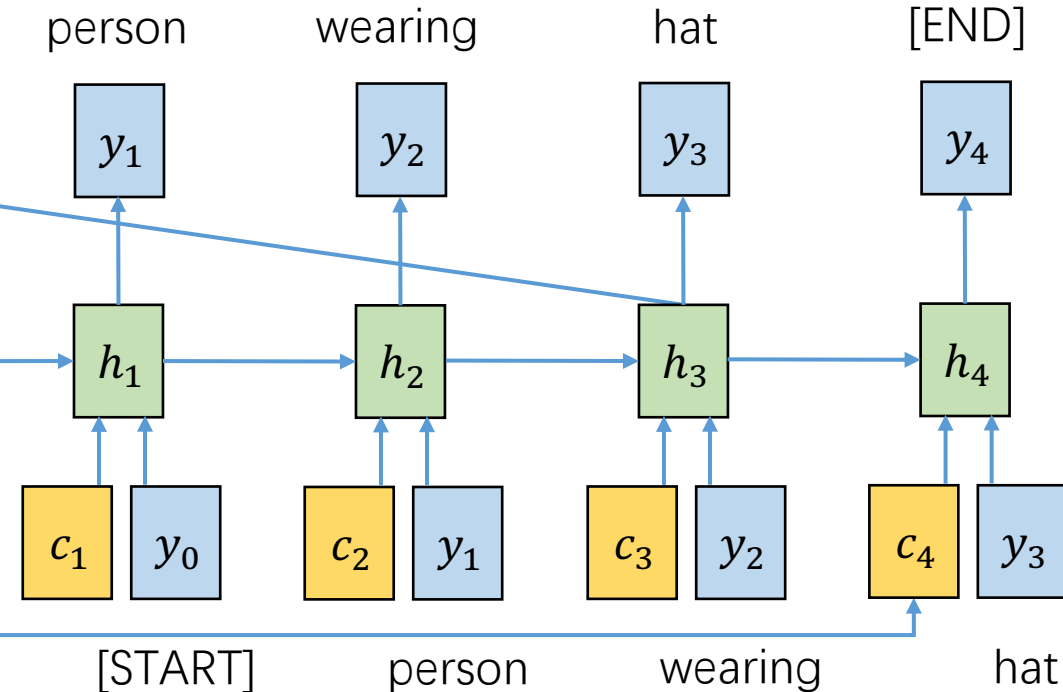 person wearing hat [END]
y₁ y₂ y₃ y₄
h₁ h₂ h₃ h₄
c₁ y₀ c₂ y₁ c₃ y₂ c₄ y₃
[START] person wearing hat